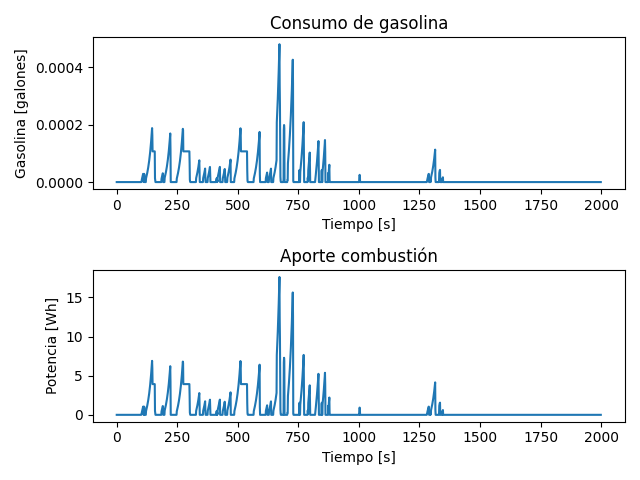 Consumo de gasolina
Gasolina [galones]
0.0004
0.0002
0.0000
0 250 500 750 1000 1250 1500 1750 2000
Tiempo [s]
Aporte combustión
Potencia [Wh]
15
10
5
0
0 250 500 750 1000 1250 1500 1750 2000
Tiempo [s]